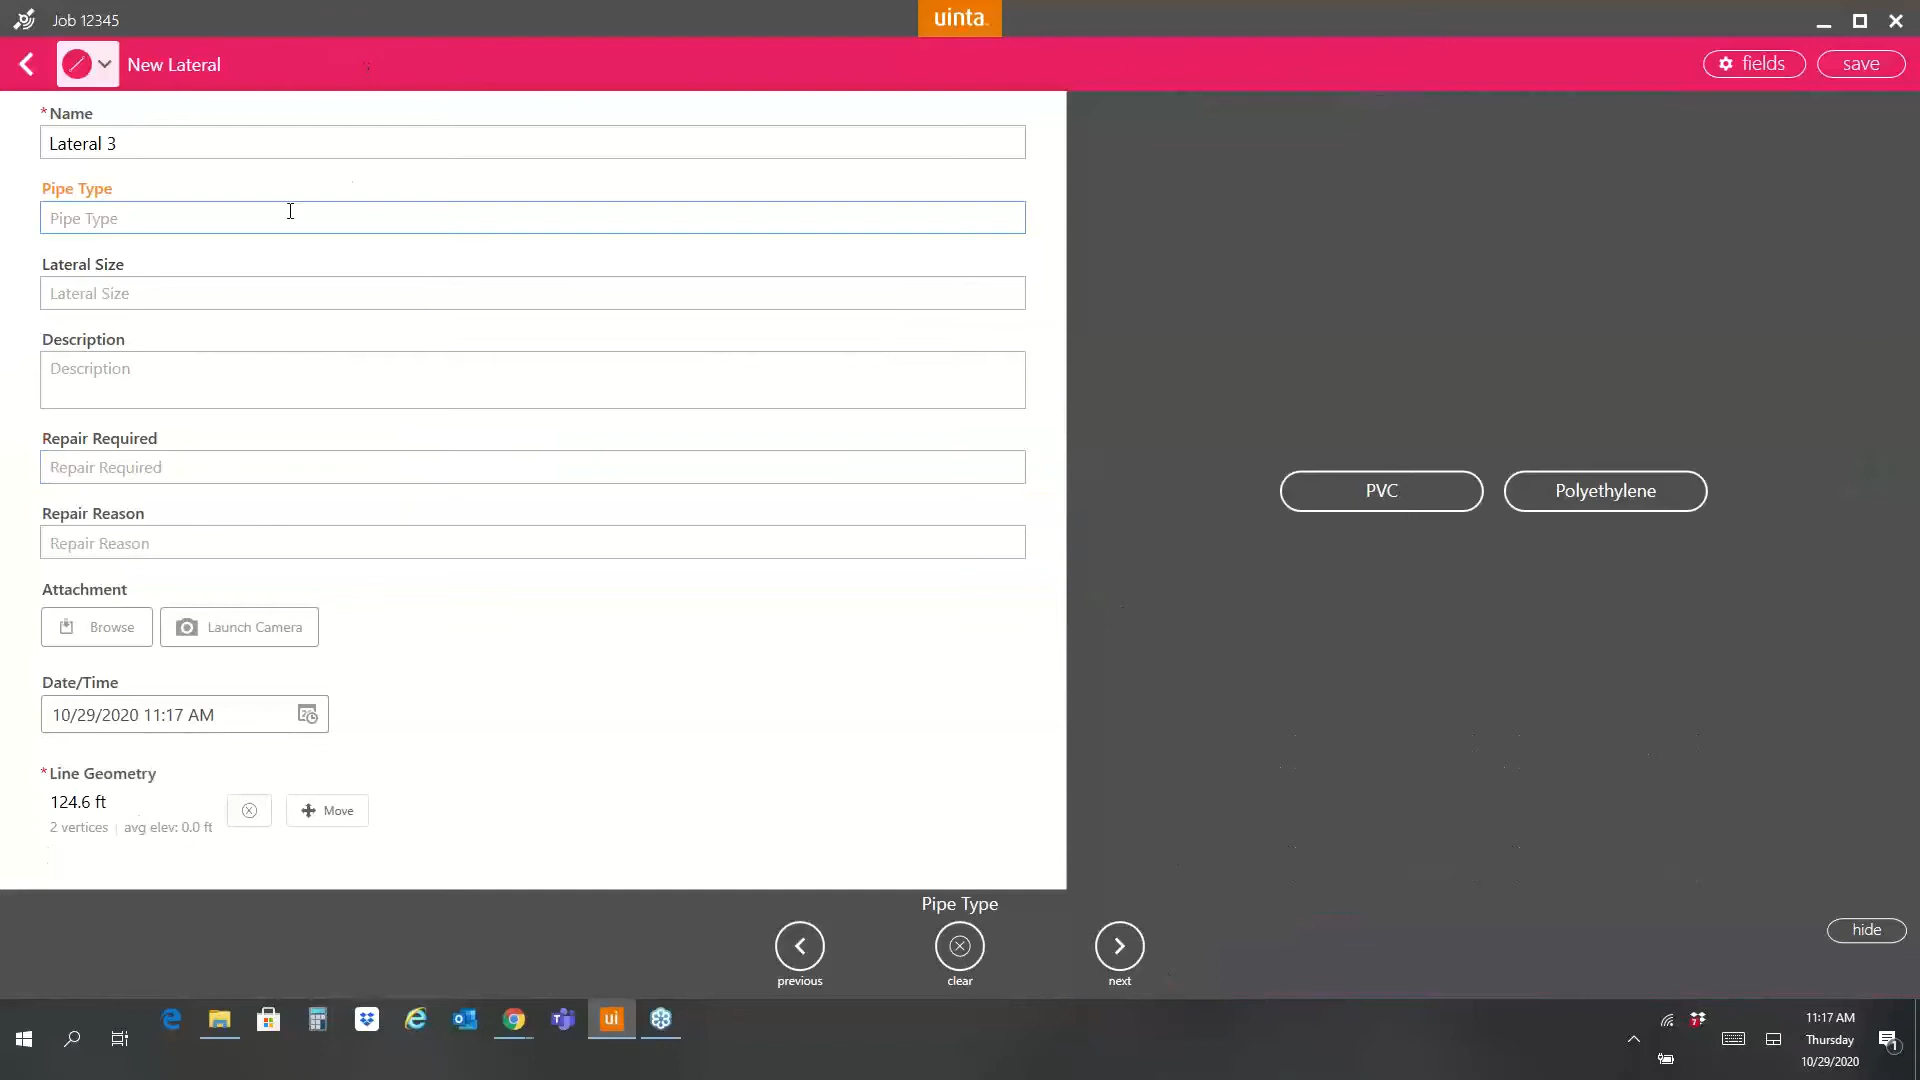 Job 12345
uinta
New Lateral
fields
save
*Name
Lateral 3
Pipe Type
Pipe Type
Lateral Size
Lateral Size
Description
Description
Repair Required
Repair Required
Repair Reason
Repair Reason
Attachment
Browse
Launch Camera
Date/Time
10/29/2020 11:17 AM
*Line Geometry
124.6 ft
2 vertices | avg elev: 0.0 ft
Move
PVC
Polyethylene
Pipe Type
previous
clear
next
hide
ui
11:17 AM
Thursday
10/29/2020
1